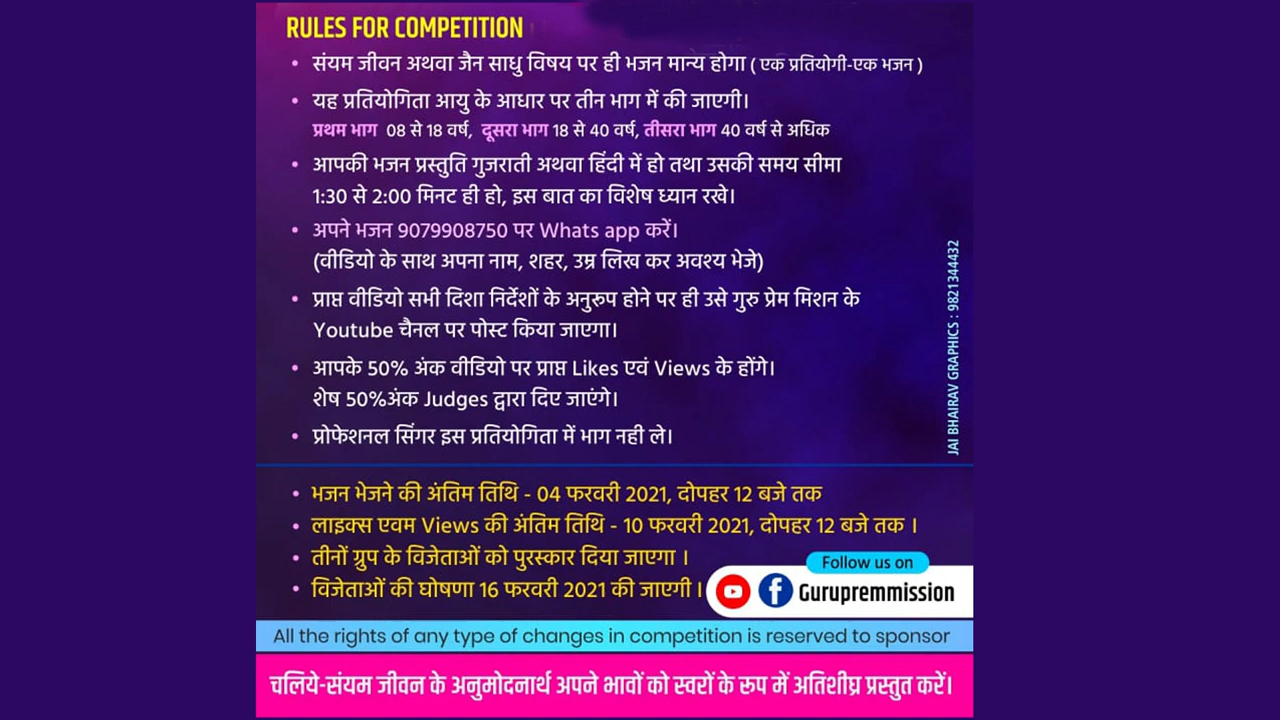 RULES FOR COMPETITION
• संयम जीवन अथवा जैन साधु विषय पर ही भजन मान्य होगा ( एक प्रतियोगी-एक भजन )
• यह प्रतियोगिता आयु के आधार पर तीन भाग में की जाएगी।
प्रथम भाग 08 से 18 वर्ष, दूसरा भाग 18 से 40 वर्ष, तीसरा भाग 40 वर्ष से अधिक
• आपकी भजन प्रस्तुति गुजराती अथवा हिंदी में हो तथा उसकी समय सीमा
1:30 से 2:00 मिनट ही हो, इस बात का विशेष ध्यान रखे।
• अपने भजन 9079908750 पर Whats app करें।
(वीडियो के साथ अपना नाम, शहर, उम्र लिख कर अवश्य भेजे)
• प्राप्त वीडियो सभी दिशा निर्देशों के अनुरूप होने पर ही उसे गुरु प्रेम मिशन के
Youtube चैनल पर पोस्ट किया जाएगा।
• आपके 50% अंक वीडियो पर प्राप्त Likes एवं Views के होंगे।
शेष 50%अंक Judges द्वारा दिए जाएंगे।
• प्रोफेशनल सिंगर इस प्रतियोगिता में भाग नही ले।
JAI BHAIRAV GRAPHICS : 9821344432
• भजन भेजने की अंतिम तिथि - 04 फरवरी 2021, दोपहर 12 बजे तक
• लाइक्स एवम Views की अंतिम तिथि - 10 फरवरी 2021, दोपहर 12 बजे तक ।
• तीनों ग्रुप के विजेताओं को पुरस्कार दिया जाएगा ।
• विजेताओं की घोषणा 16 फरवरी 2021 की जाएगी ।
Follow us on
Gurupremmission
All the rights of any type of changes in competition is reserved to sponsor
चलिये-संयम जीवन के अनुमोदनार्थ अपने भावों को स्वरों के रूप में अतिशीघ्र प्रस्तुत करें।